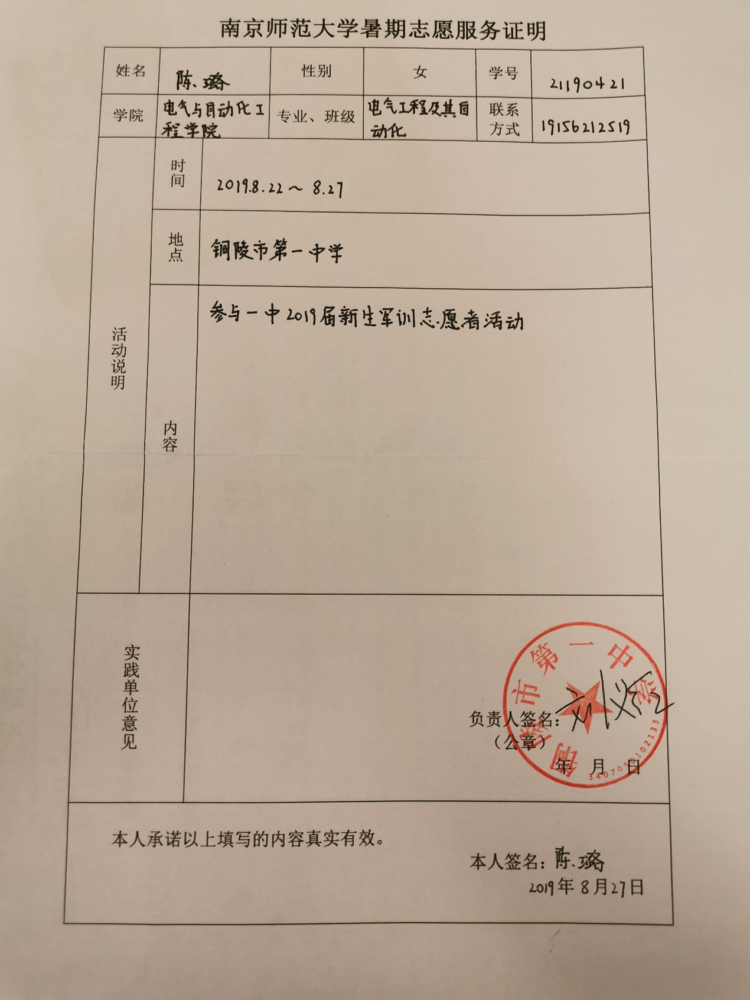 南京师范大学暑期志愿服务证明
姓名 陈璐 性别 女 学号 21190421
学院 电气与自动化工
程学院 专业、班级 电气工程及其自
动化 联系
方式 19156212519
活动说明
时间 2019.8.22～8.27
地点 铜陵市第一中学
内容 参与一中2019届新生军训志愿者活动
实践单位意见
铜陵市第一中学
负责人签名：
（公章）
年 月 日
3407050102133
本人承诺以上填写的内容真实有效。
本人签名：陈璐
2019年8月27日